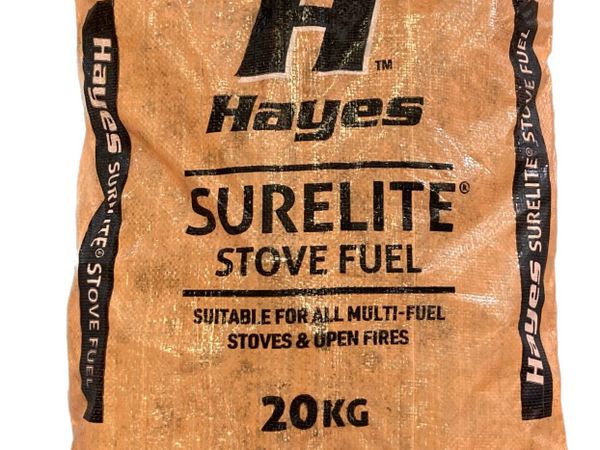 H™
Hayes
SURELITE®
STOVE FUEL
SUITABLE FOR ALL MULTI-FUEL
STOVES & OPEN FIRES
20KG
Hayes SURELITE® STOVE FUEL
Hayes SURELITE® STOVE FUEL